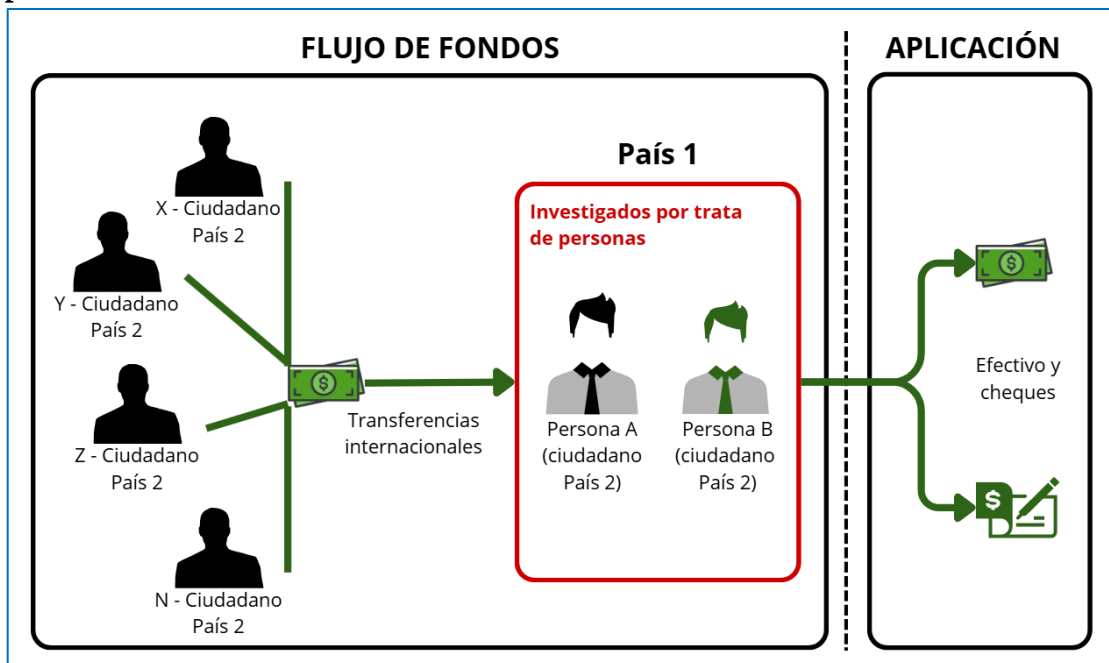 FLUJO DE FONDOS
APLICACIÓN
X - Ciudadano
País 2
Y - Ciudadano
País 2
Z - Ciudadano
País 2
N - Ciudadano
País 2
$
Transferencias
internacionales
País 1
Investigados por trata
de personas
Persona A
(ciudadano
País 2)
Persona B
(ciudadano
País 2)
$
Efectivo y
cheques
$